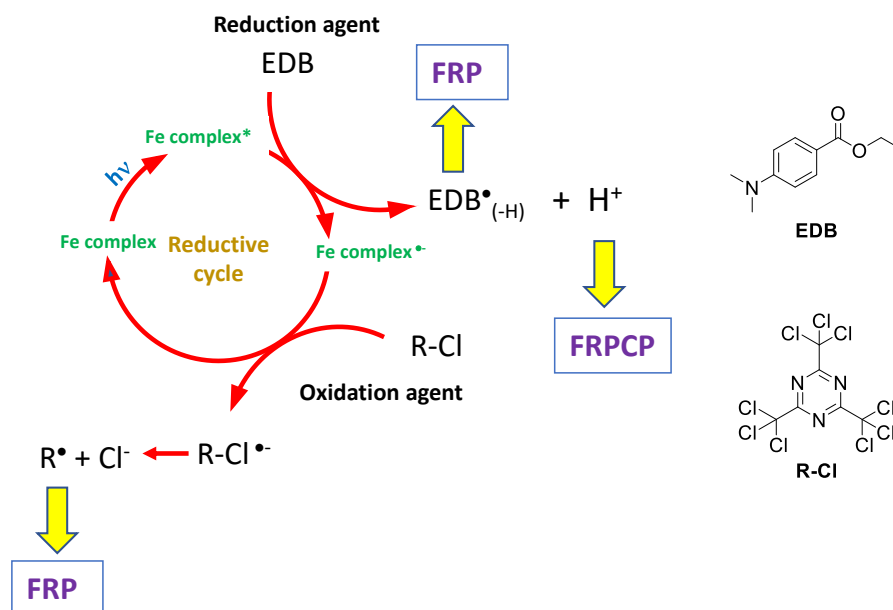 Reduction agent
EDB
FRP
Fe complex*
hν
EDB•(-H) + H+
Fe complex
Reductive
cycle
Fe complex•-
FRPCP
R-Cl
Oxidation agent
R• + Cl-
R-Cl •-
FRP
O
O
N
EDB
Cl
Cl
Cl
N
N
Cl
Cl
N
Cl
Cl
Cl
Cl
R-Cl